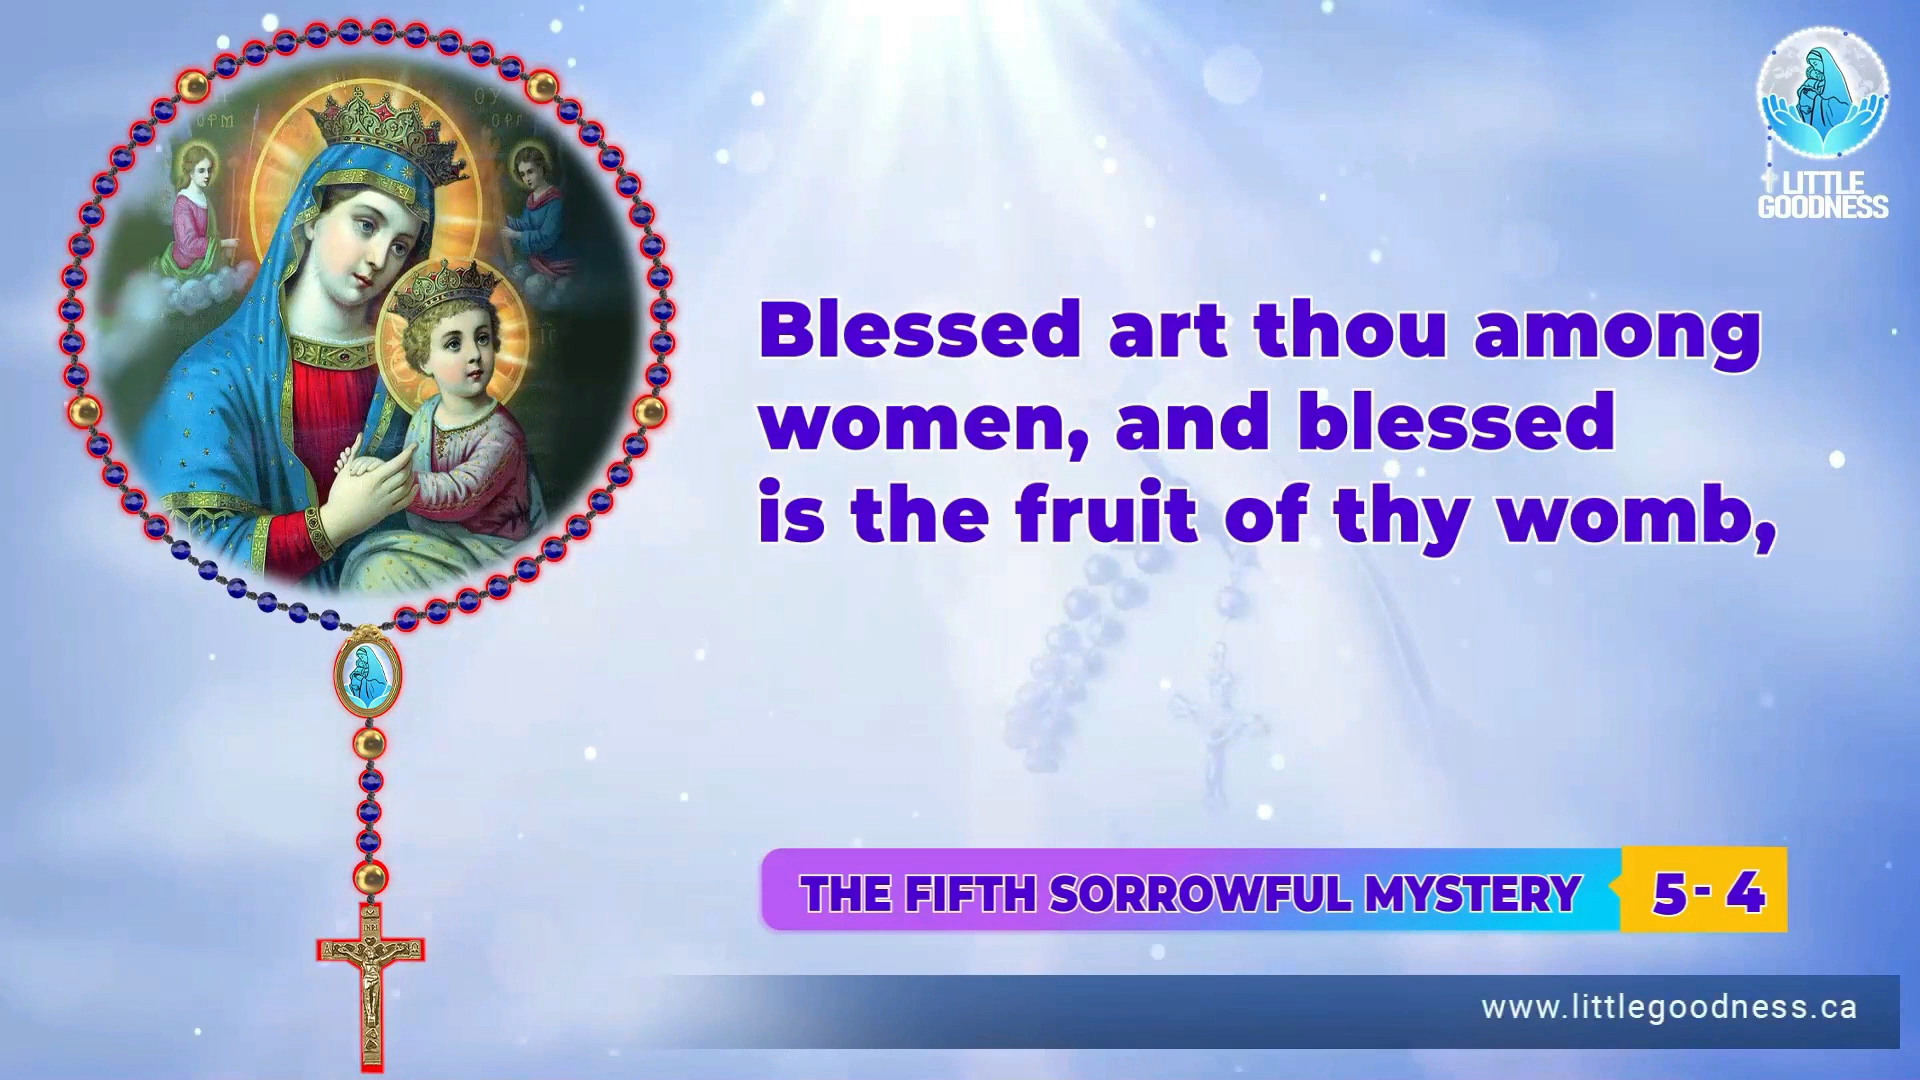 LITTLE
GOODNESS
Blessed art thou among
women, and blessed
is the fruit of thy womb,
THE FIFTH SORROWFUL MYSTERY
5- 4
INRI
www.littlegoodness.ca